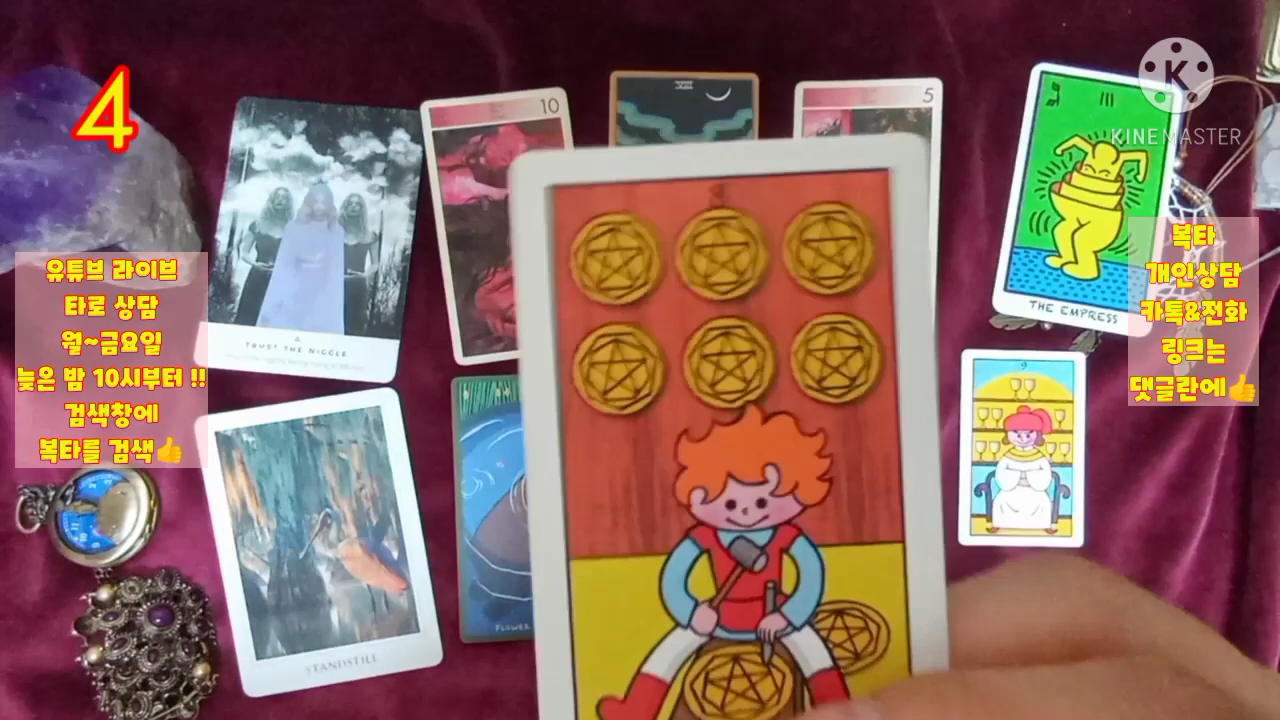 4
유튜브 라이브
타로 상담
월~금요일
늦은 밤 10시부터 !!
검색창에
복타를 검색👍
TRUST THE NIGGLE
10
5
III
THE EMPRESS
K
KINEMASTER
복타
개인상담
카톡&전화
링크는
댓글란에👍
STANDSTILL
FLOWER
9